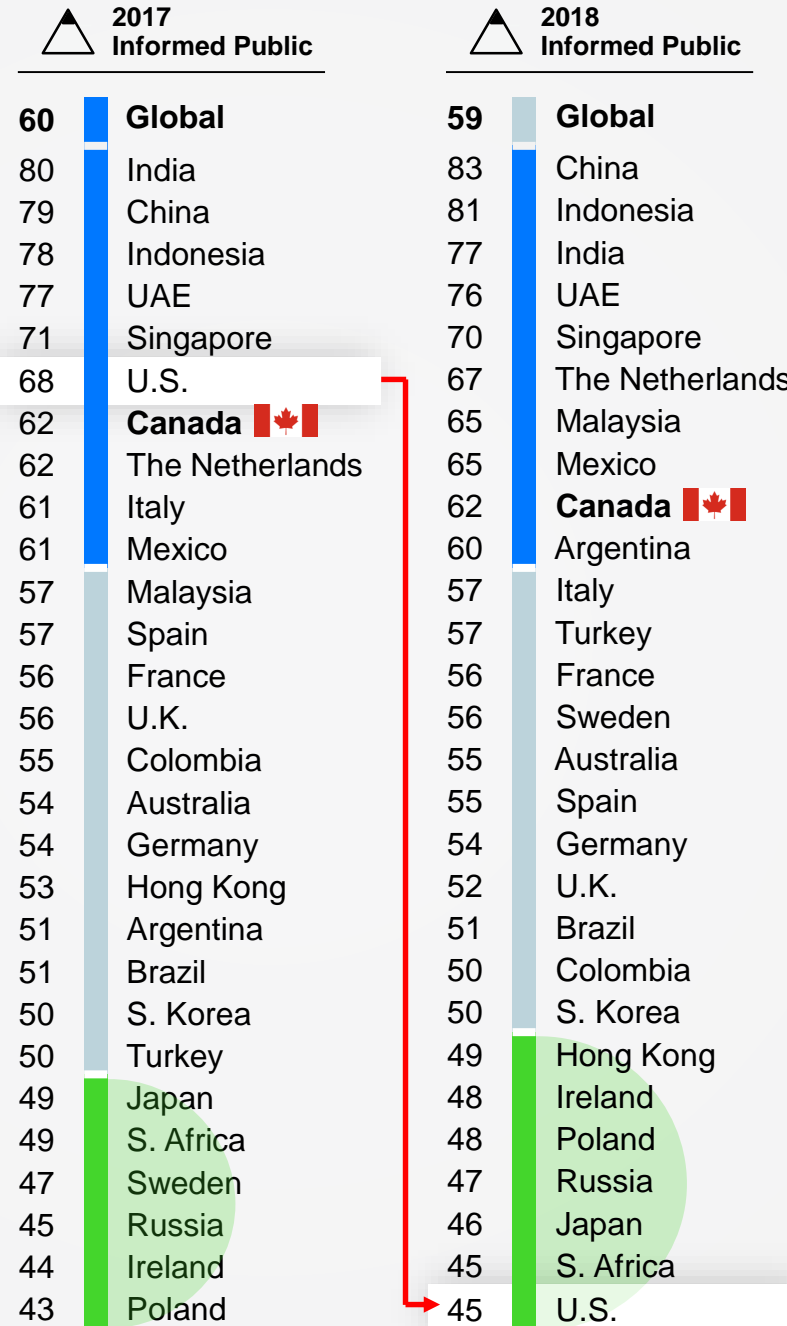 2017
Informed Public
60 Global
80 India
79 China
78 Indonesia
77 UAE
71 Singapore
68 U.S.
62 Canada
62 The Netherlands
61 Italy
61 Mexico
57 Malaysia
57 Spain
56 France
56 U.K.
55 Colombia
54 Australia
54 Germany
53 Hong Kong
51 Argentina
51 Brazil
50 S. Korea
50 Turkey
49 Japan
49 S. Africa
47 Sweden
45 Russia
44 Ireland
43 Poland
2018
Informed Public
59 Global
83 China
81 Indonesia
77 India
76 UAE
70 Singapore
67 The Netherlands
65 Malaysia
65 Mexico
62 Canada
60 Argentina
57 Italy
57 Turkey
56 France
56 Sweden
55 Australia
55 Spain
54 Germany
52 U.K.
51 Brazil
50 Colombia
50 S. Korea
49 Hong Kong
48 Ireland
48 Poland
47 Russia
46 Japan
45 S. Africa
45 U.S.